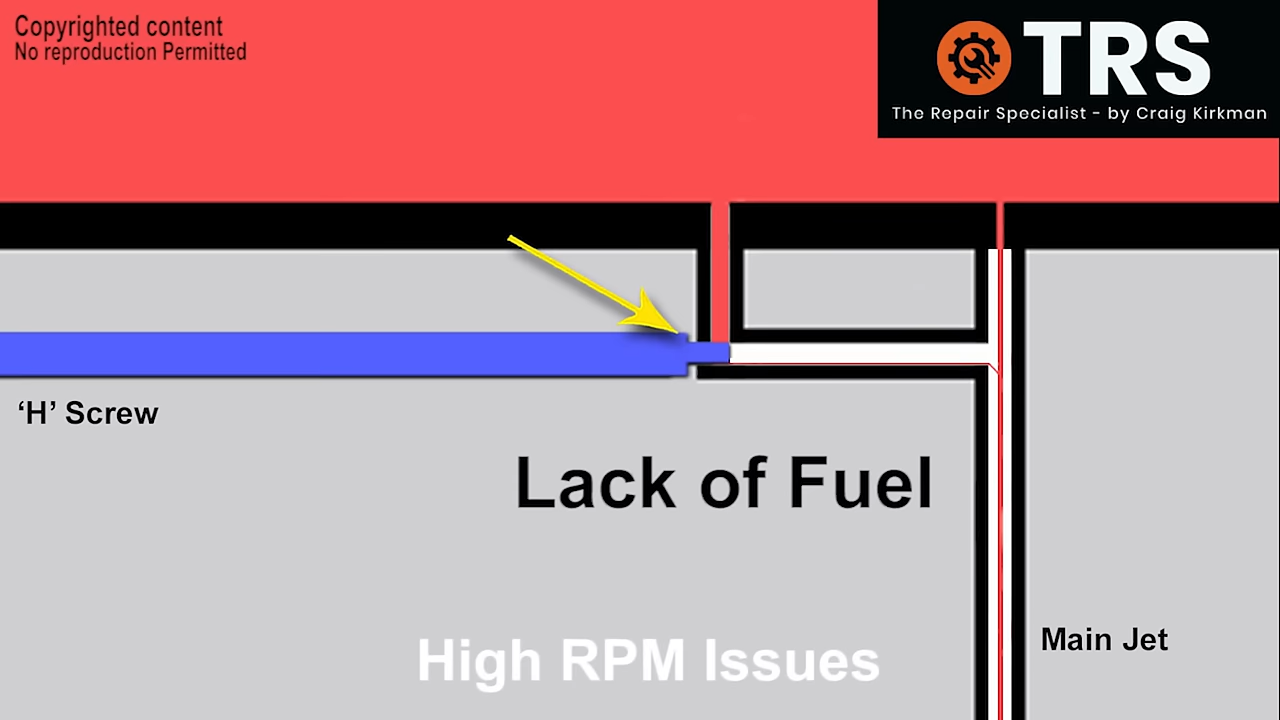 Copyrighted content
No reproduction Permitted
TRS
The Repair Specialist - by Craig Kirkman
‘H’ Screw
Lack of Fuel
Main Jet
High RPM Issues